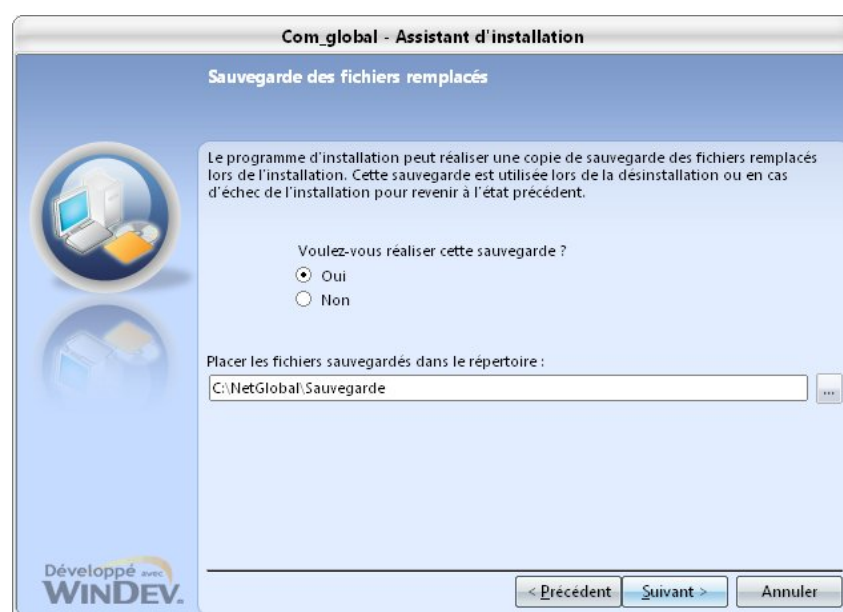 Com_global - Assistant d'installation
Sauvegarde des fichiers remplacés
Le programme d'installation peut réaliser une copie de sauvegarde des fichiers remplacés
lors de l'installation. Cette sauvegarde est utilisée lors de la désinstallation ou en cas
d'échec de l'installation pour revenir à l'état précédent.
Voulez-vous réaliser cette sauvegarde ?
Oui
Non
Placer les fichiers sauvegardés dans le répertoire :
C:\NetGlobal\Sauvegarde
...
Développé avec
WINDEV.
< Précédent
Suivant >
Annuler